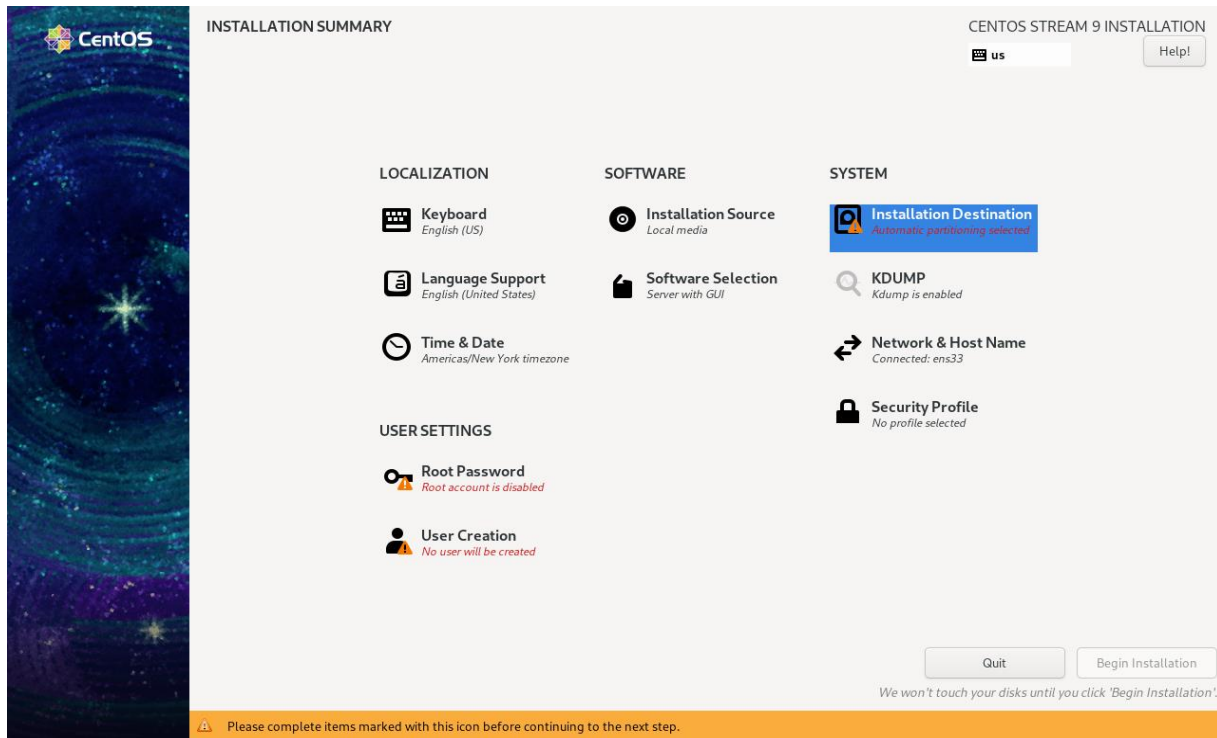 CentOS
INSTALLATION SUMMARY
CENTOS STREAM 9 INSTALLATION
us
Help!
LOCALIZATION
Keyboard
English (US)
Language Support
English (United States)
Time & Date
Americas/New York timezone
SOFTWARE
Installation Source
Local media
Software Selection
Server with GUI
SYSTEM
Installation Destination
Automatic partitioning selected
KDUMP
Kdump is enabled
Network & Host Name
Connected: ens33
Security Profile
No profile selected
USER SETTINGS
Root Password
Root account is disabled
User Creation
No user will be created
Quit
Begin Installation
We won't touch your disks until you click 'Begin Installation'.
Please complete items marked with this icon before continuing to the next step.